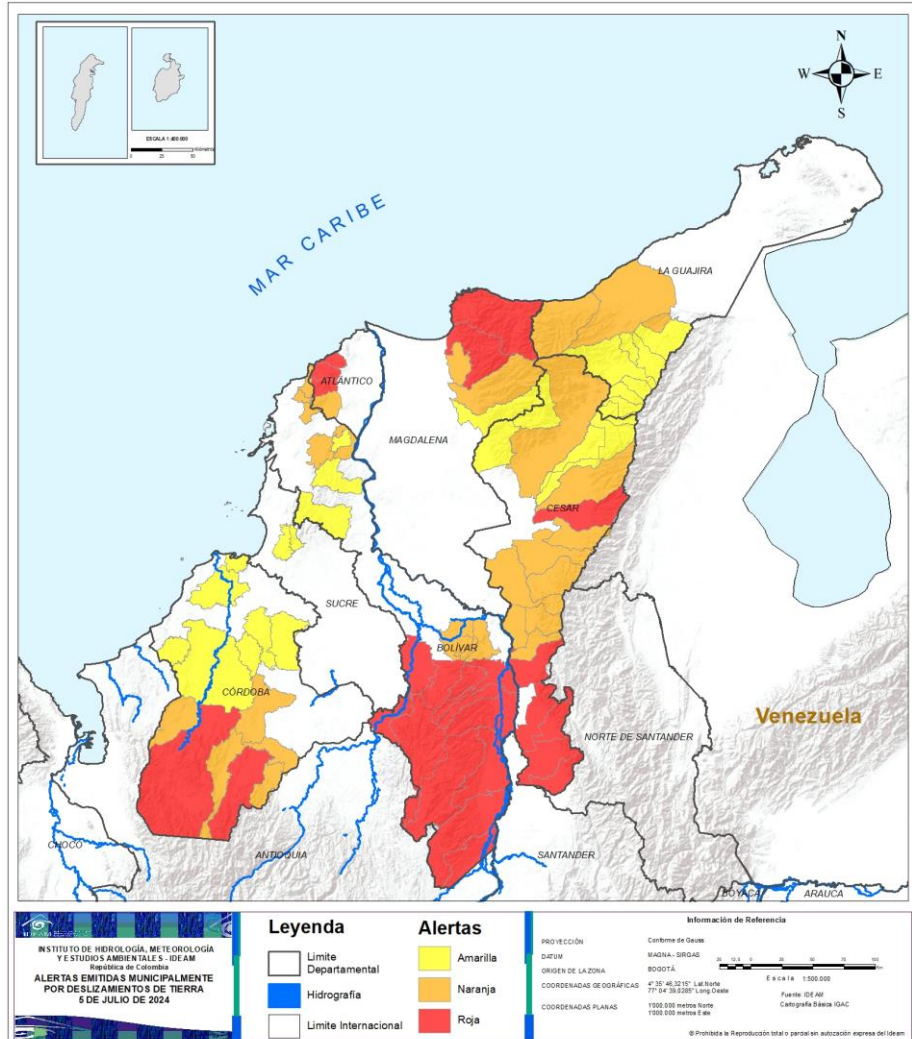 ESCALA 1:400.000
0 25 50
N
W E
S
MAR CARIBE
LA GUAJIRA
ATLÁNTICO
MAGDALENA
CESAR
SUCRE
BOLÍVAR
CÓRDOBA
NORTE DE SANTANDER
Venezuela
CHOCÓ
ANTIOQUIA
SANTANDER
BOYACÁ
ARAUCA
IDEAM
INSTITUTO DE HIDROLOGÍA, METEOROLOGÍA
Y ESTUDIOS AMBIENTALES - IDEAM
República de Colombia
ALERTAS EMITIDAS MUNICIPALMENTE
POR DESLIZAMIENTOS DE TIERRA
5 DE JULIO DE 2024
Leyenda
Limite
Departamental
Hidrografía
Limite Internacional
Alertas
Amarilla
Naranja
Roja
Información de Referencia
PROYECCIÓN Conforme de Gauss
DATUM MAGNA - SIRGAS
ORIGEN DE LA ZONA BOGOTÁ
COORDENADAS GEOGRÁFICAS 4° 35' 46,3215" Lat.Norte
77° 04' 39,0285" Long.Oeste
COORDENADAS PLANAS 1'000.000 metros Norte
1'000.000 metros Este
Escala 1:500.000
Fuente: IDEAM
Cartografía Básica IGAC
® Prohibida la Reproducción total o parcial sin autozación expresa del Ideam